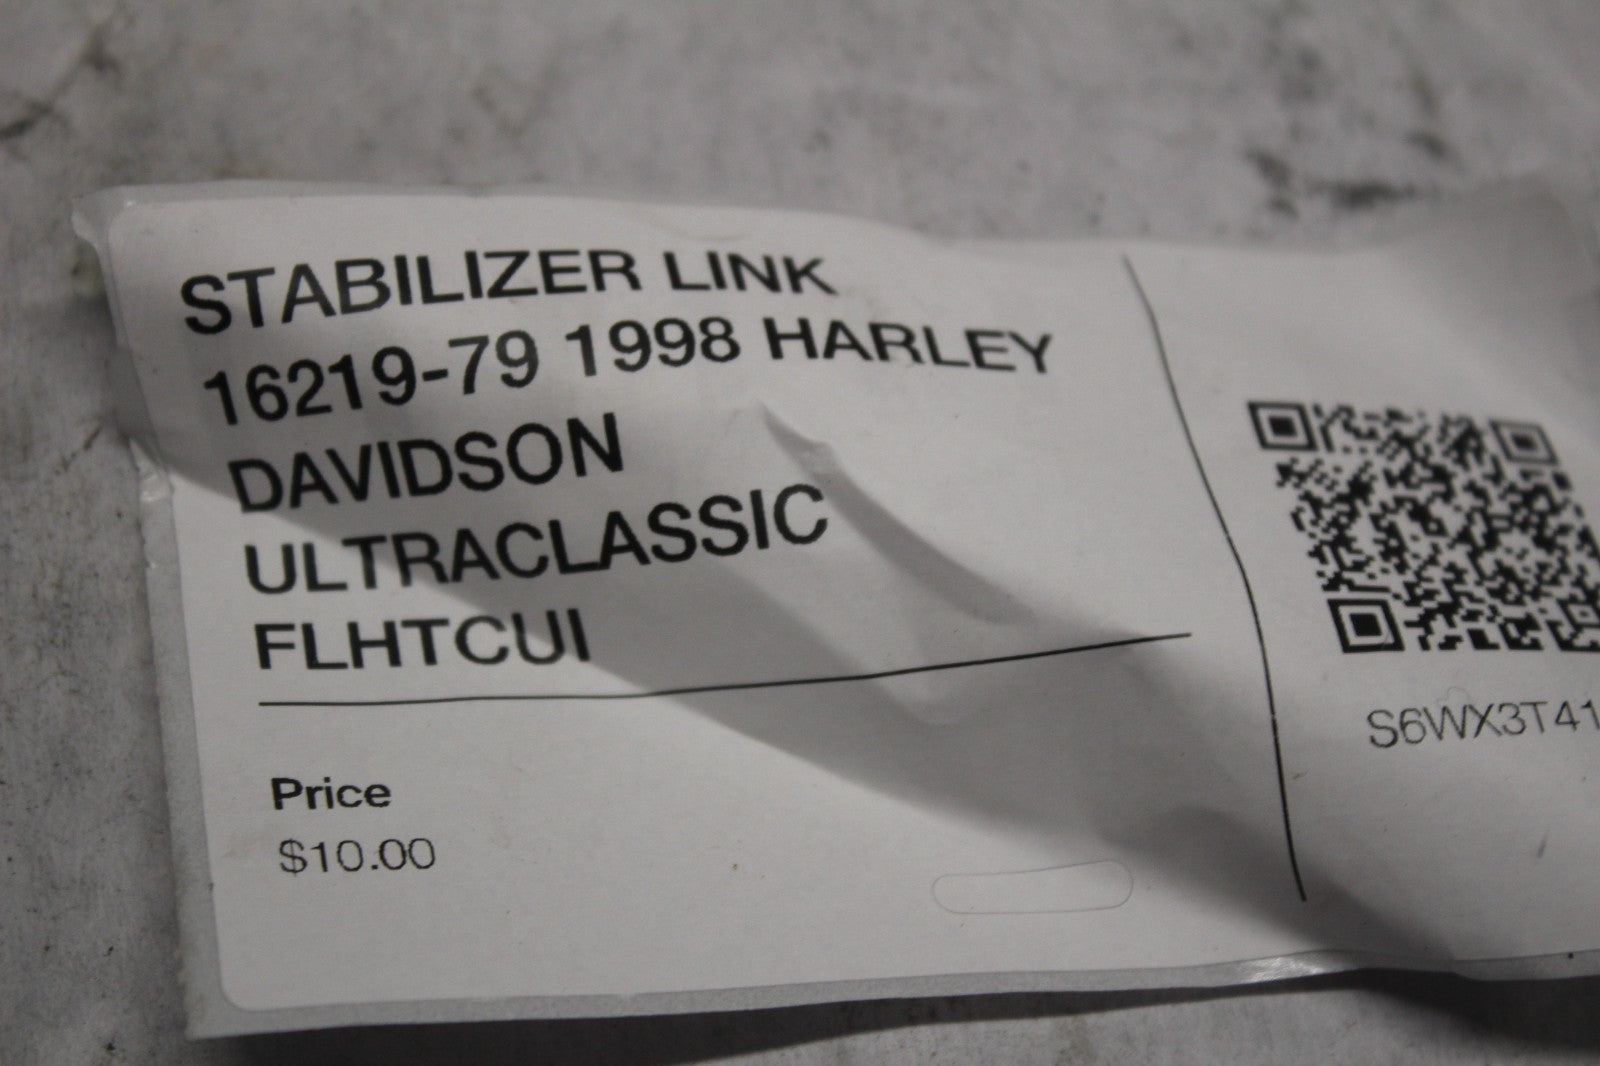 STABILIZER LINK
16219-79 1998 HARLEY
DAVIDSON
ULTRACLASSIC
FLHTCUI
Price
$10.00
S6WX3T41